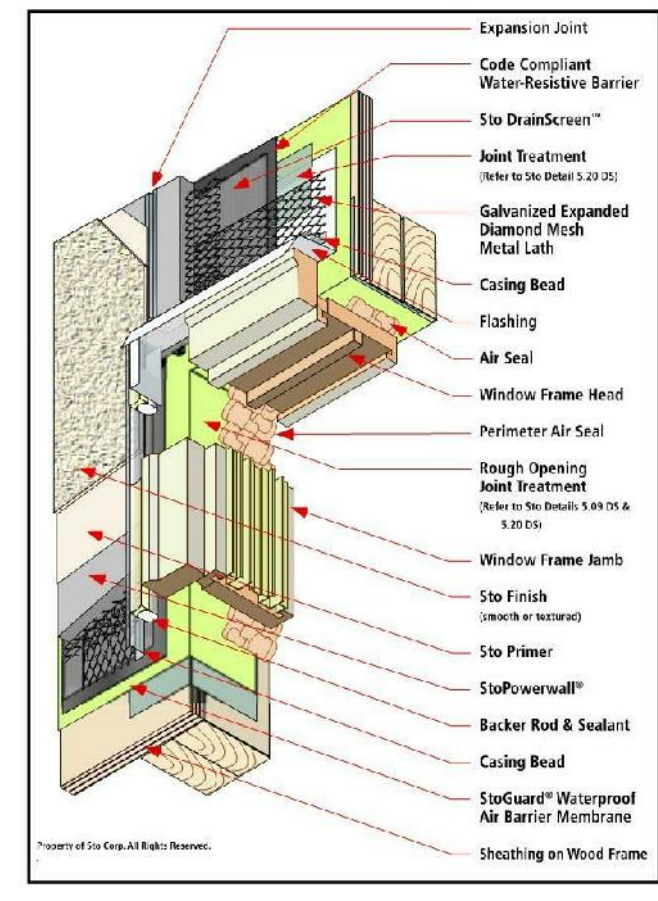 Expansion Joint
Code Compliant
Water-Resistive Barrier
Sto DrainScreen™
Joint Treatment
(Refer to Sto Detail 5.20 DS)
Galvanized Expanded
Diamond Mesh
Metal Lath
Casing Bead
Flashing
Air Seal
Window Frame Head
Perimeter Air Seal
Rough Opening
Joint Treatment
(Refer to Sto Details 5.09 DS &
5.20 DS)
Window Frame Jamb
Sto Finish
(smooth or textured)
Sto Primer
StoPowerwall®
Backer Rod & Sealant
Casing Bead
StoGuard® Waterproof
Air Barrier Membrane
Sheathing on Wood Frame
Property of Sto Corp. All Rights Reserved.